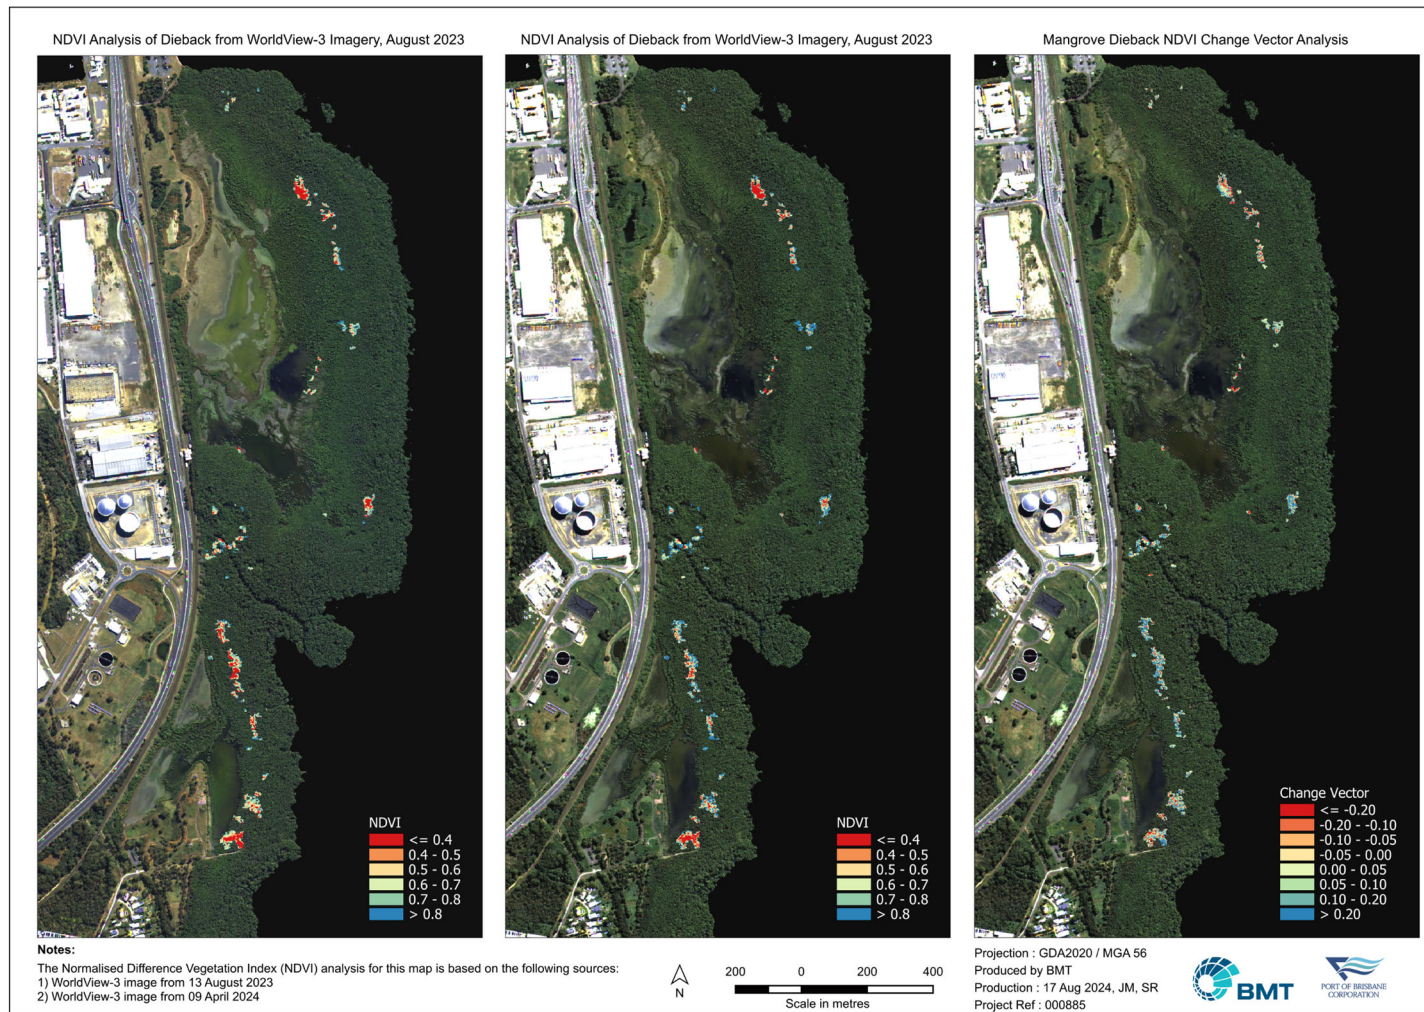 NDVI Analysis of Dieback from WorldView-3 Imagery, August 2023
NDVI Analysis of Dieback from WorldView-3 Imagery, August 2023
Mangrove Dieback NDVI Change Vector Analysis
NDVI
<= 0.4
0.4 - 0.5
0.5 - 0.6
0.6 - 0.7
0.7 - 0.8
> 0.8
NDVI
<= 0.4
0.4 - 0.5
0.5 - 0.6
0.6 - 0.7
0.7 - 0.8
> 0.8
Change Vector
<= -0.20
-0.20 - -0.10
-0.10 - -0.05
-0.05 - 0.00
0.00 - 0.05
0.05 - 0.10
0.10 - 0.20
> 0.20
Notes:
The Normalised Difference Vegetation Index (NDVI) analysis for this map is based on the following sources:
1) WorldView-3 image from 13 August 2023
2) WorldView-3 image from 09 April 2024
N
200 0 200 400
Scale in metres
Projection : GDA2020 / MGA 56
Produced by BMT
Production : 17 Aug 2024, JM, SR
Project Ref : 000885
BMT
PORT OF BRISBANE
CORPORATION